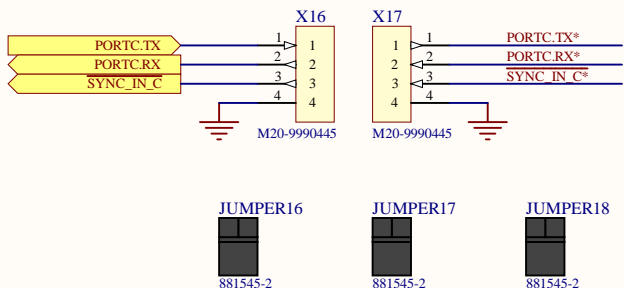 X16 X17
PORTC.TX 1 1 1 1 PORTC.TX*
PORTC.RX 2 2 2 2 PORTC.RX*
SYNC_IN_C 3 3 3 3 SYNC_IN_C*
4 4 4 4
M20-9990445 M20-9990445
JUMPER16 JUMPER17 JUMPER18
881545-2 881545-2 881545-2